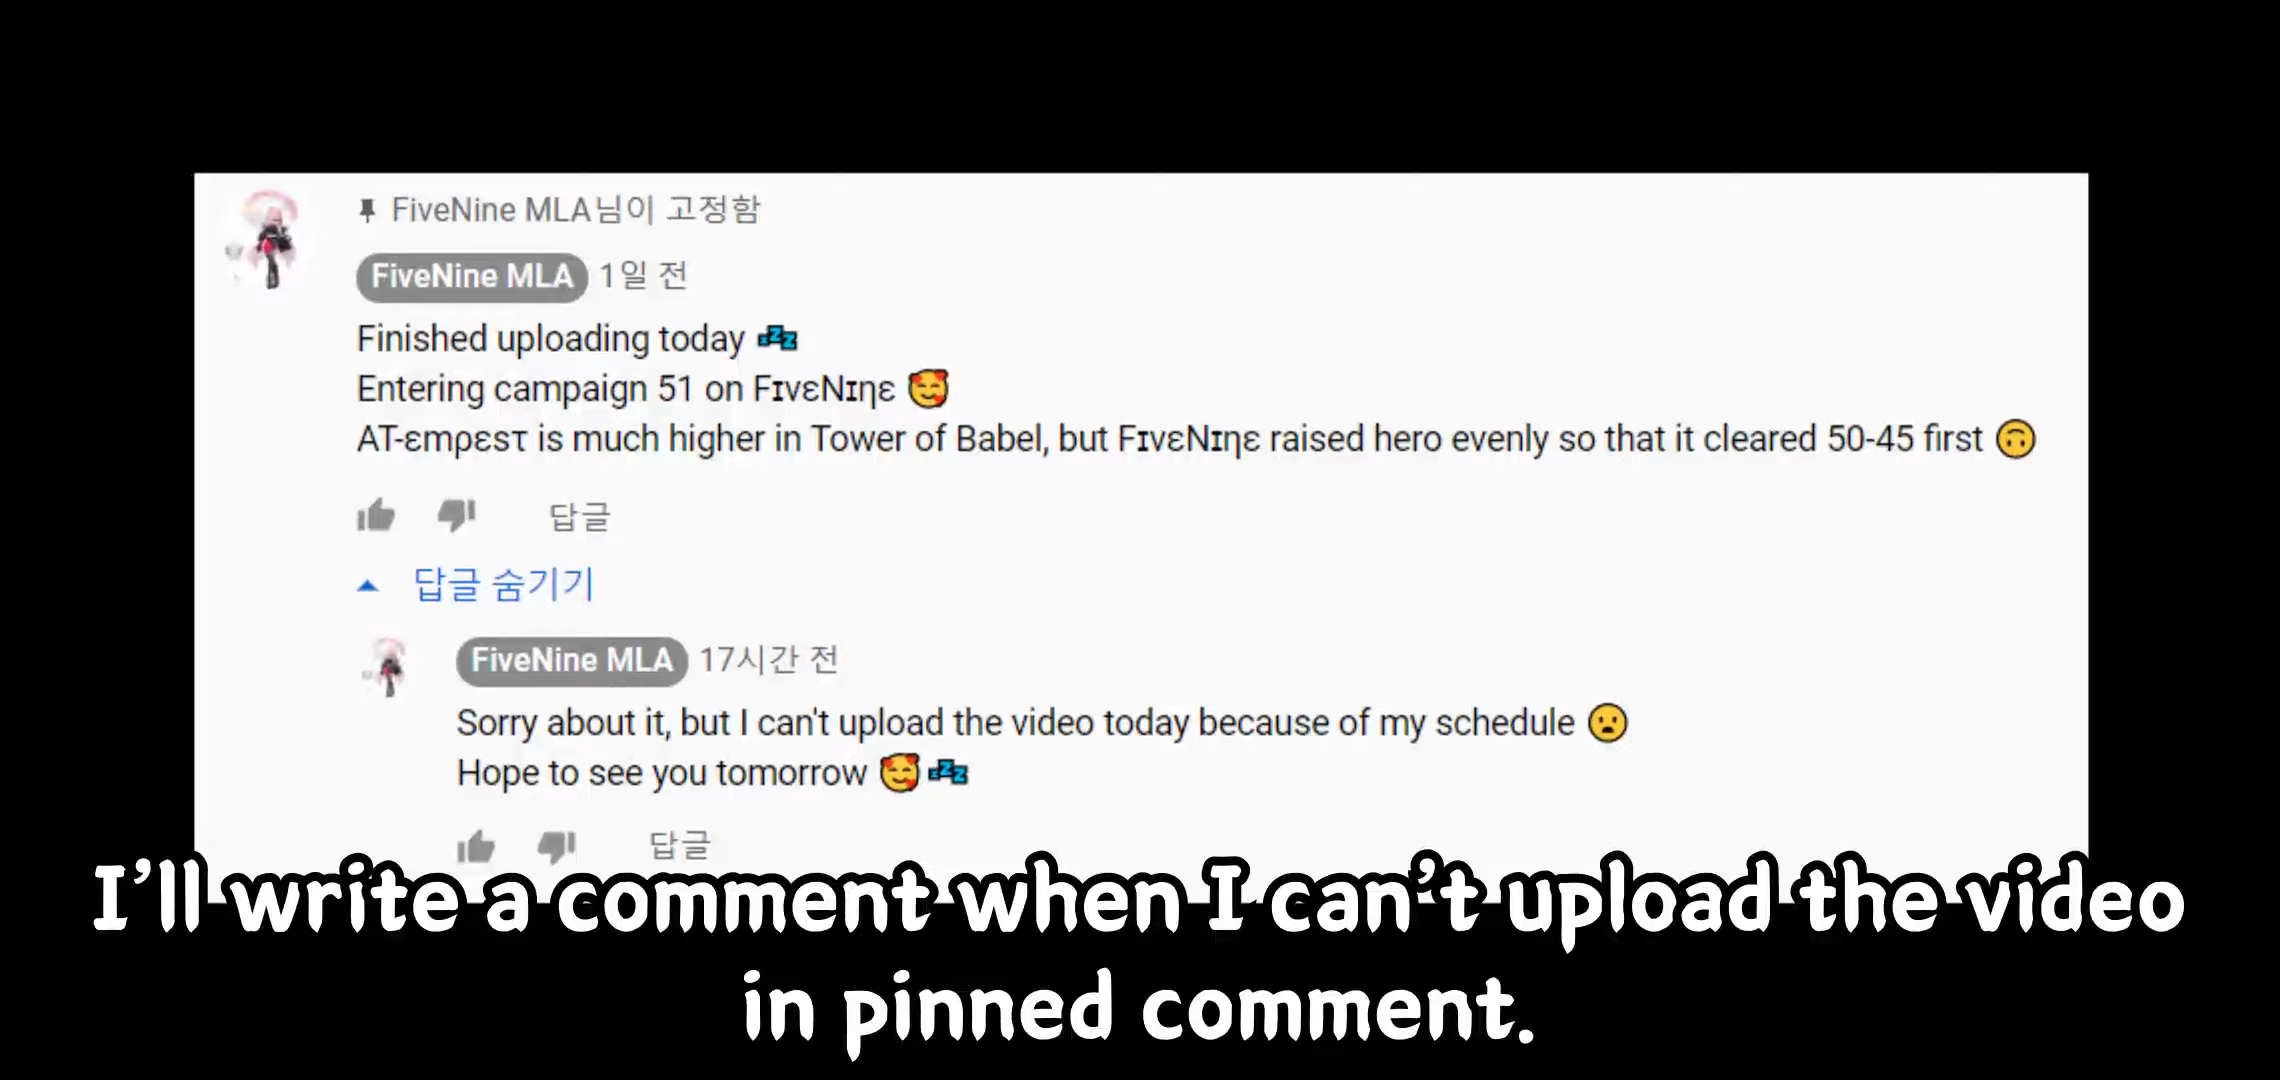 FiveNine MLA님이 고정함
FiveNine MLA 1일 전
Finished uploading today 💤
Entering campaign 51 on FɪvεNɪηε 🥰
AT-εmρεsτ is much higher in Tower of Babel, but FɪvεNɪηε raised hero evenly so that it cleared 50-45 first 🙃
답글
답글 숨기기
FiveNine MLA 17시간 전
Sorry about it, but I can't upload the video today because of my schedule 😦
Hope to see you tomorrow 🥰💤
답글
I’ll write a comment when I can’t upload the video
in pinned comment.